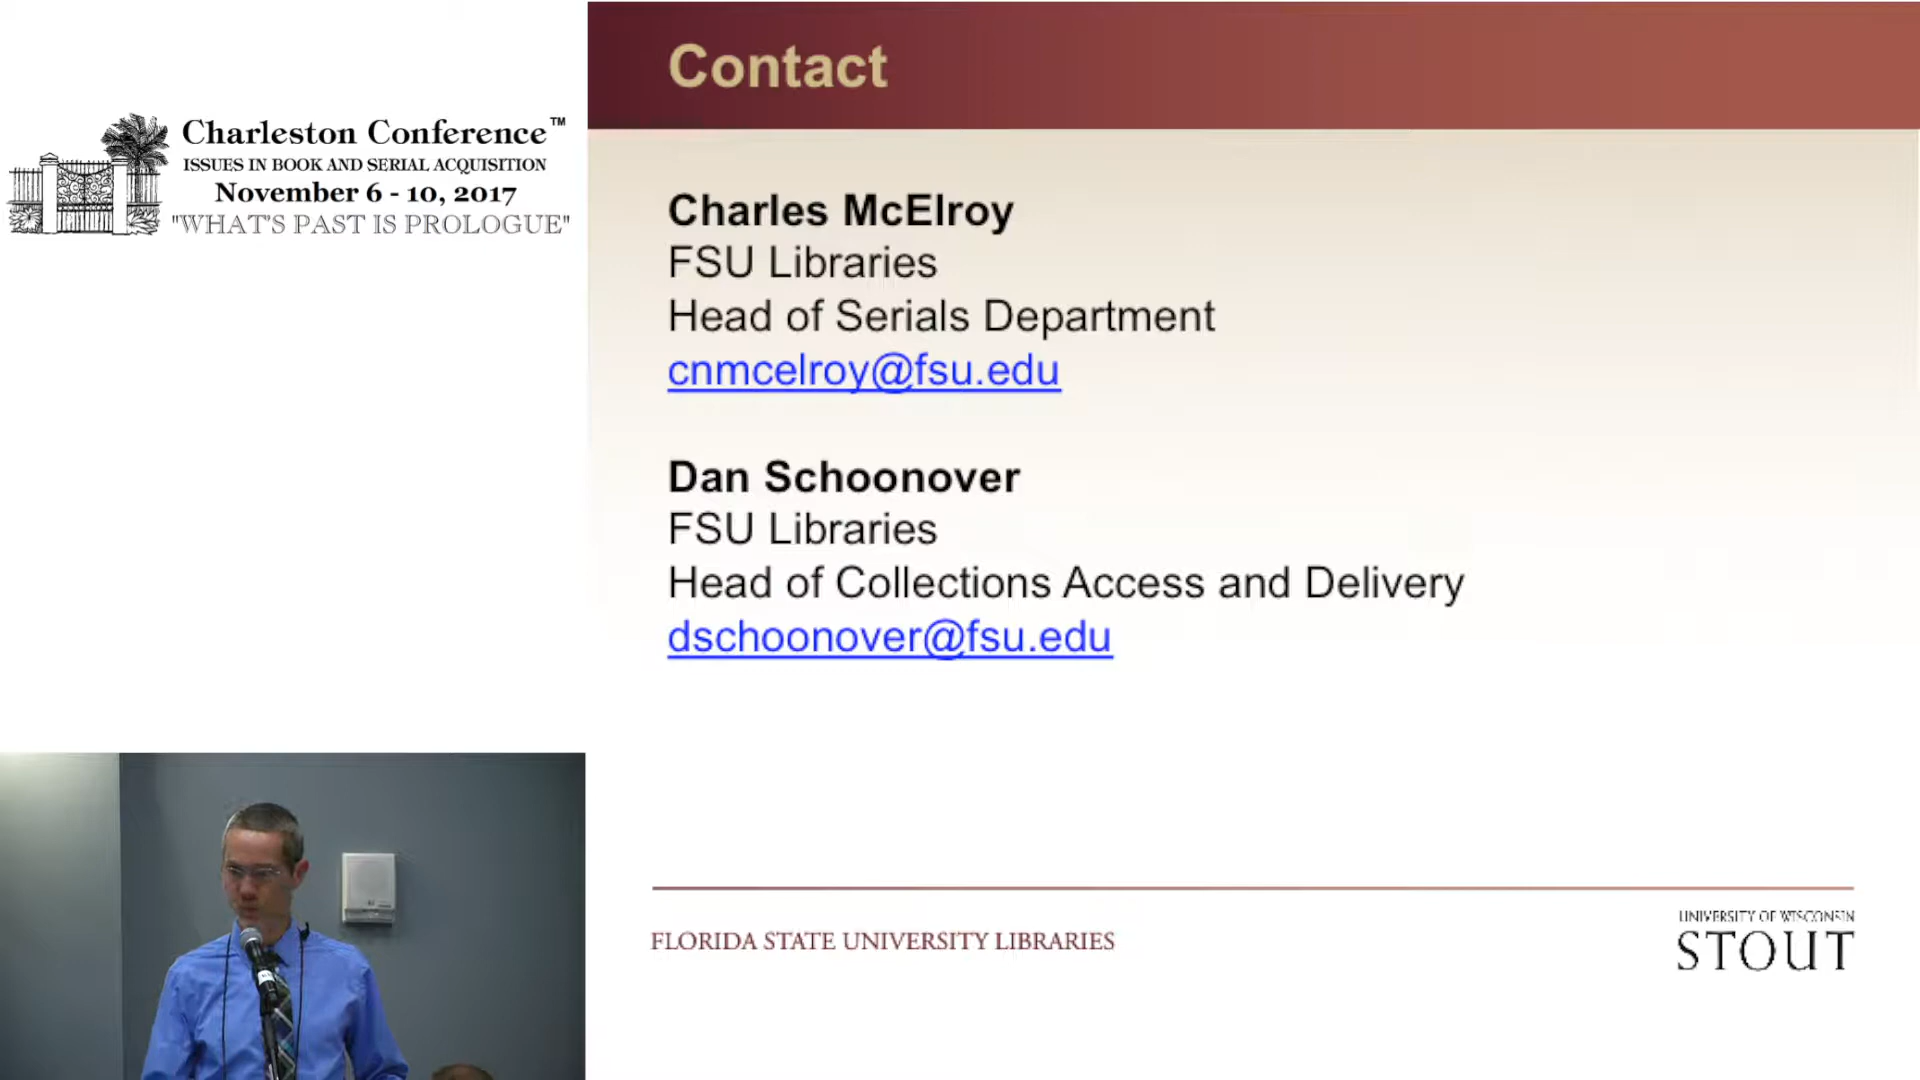 Charleston Conference™
ISSUES IN BOOK AND SERIAL ACQUISITION
November 6 - 10, 2017
"WHAT'S PAST IS PROLOGUE"
Contact
Charles McElroy
FSU Libraries
Head of Serials Department
cnmcelroy@fsu.edu
Dan Schoonover
FSU Libraries
Head of Collections Access and Delivery
dschoonover@fsu.edu
FLORIDA STATE UNIVERSITY LIBRARIES
UNIVERSITY OF WISCONSIN
STOUT